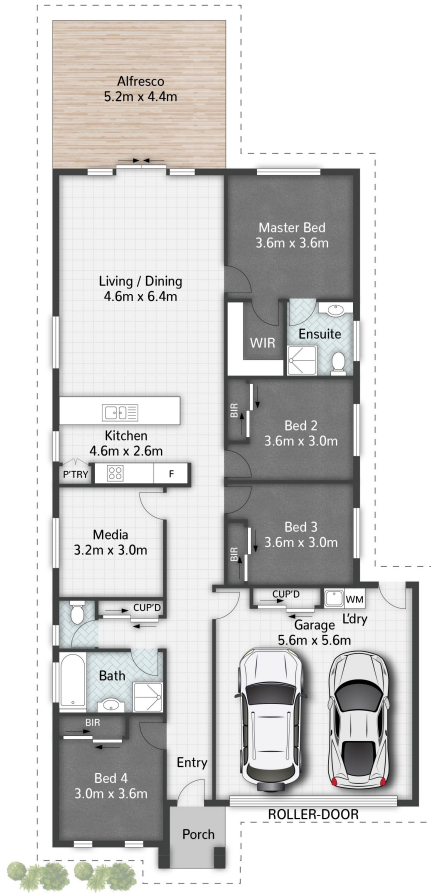 Alfresco
5.2m x 4.4m
Master Bed
3.6m x 3.6m
Living / Dining
4.6m x 6.4m
WIR
Ensuite
BIR
Bed 2
3.6m x 3.0m
Kitchen
4.6m x 2.6m
P'TRY
F
Media
3.2m x 3.0m
Bed 3
3.6m x 3.0m
BIR
CUP'D
CUP'D
WM
L'dry
Garage
5.6m x 5.6m
Bath
BIR
Bed 4
3.0m x 3.6m
Entry
ROLLER-DOOR
Porch